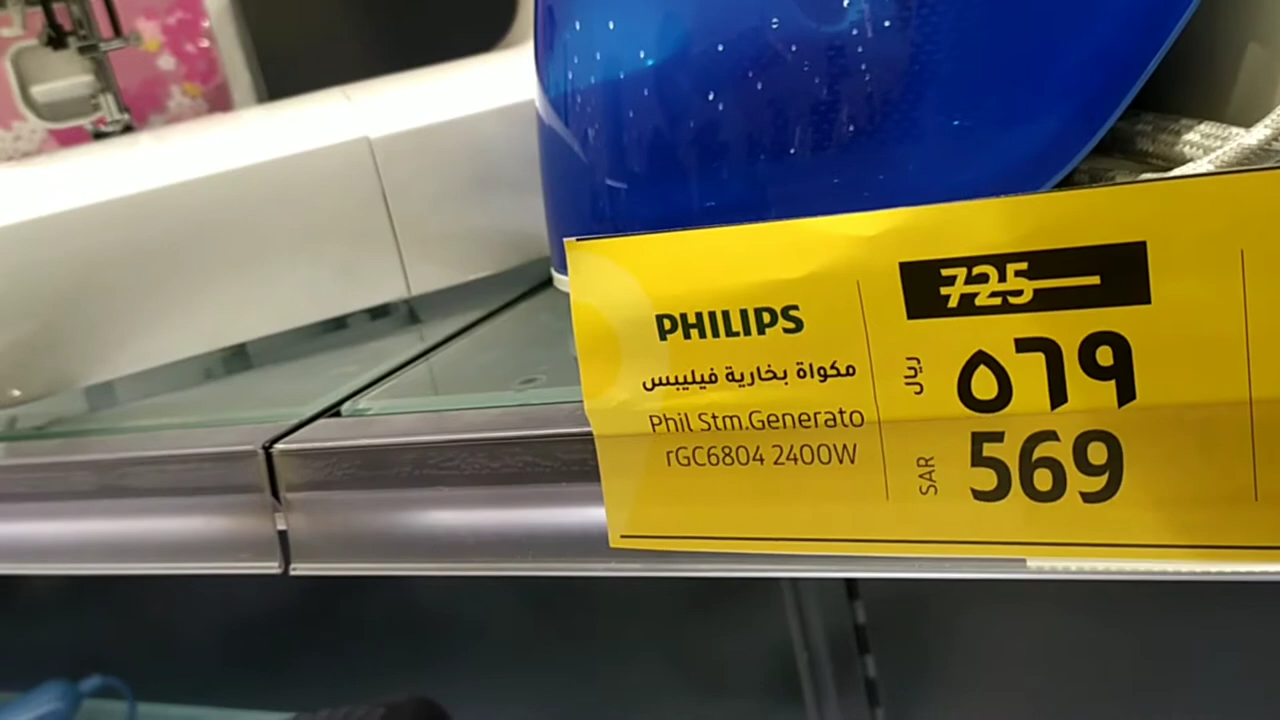 PHILIPS
مكواة بخارية فيليبس
Phil Stm.Generato
rGC6804 2400W
725
ريال ٥٦٩
SAR 569